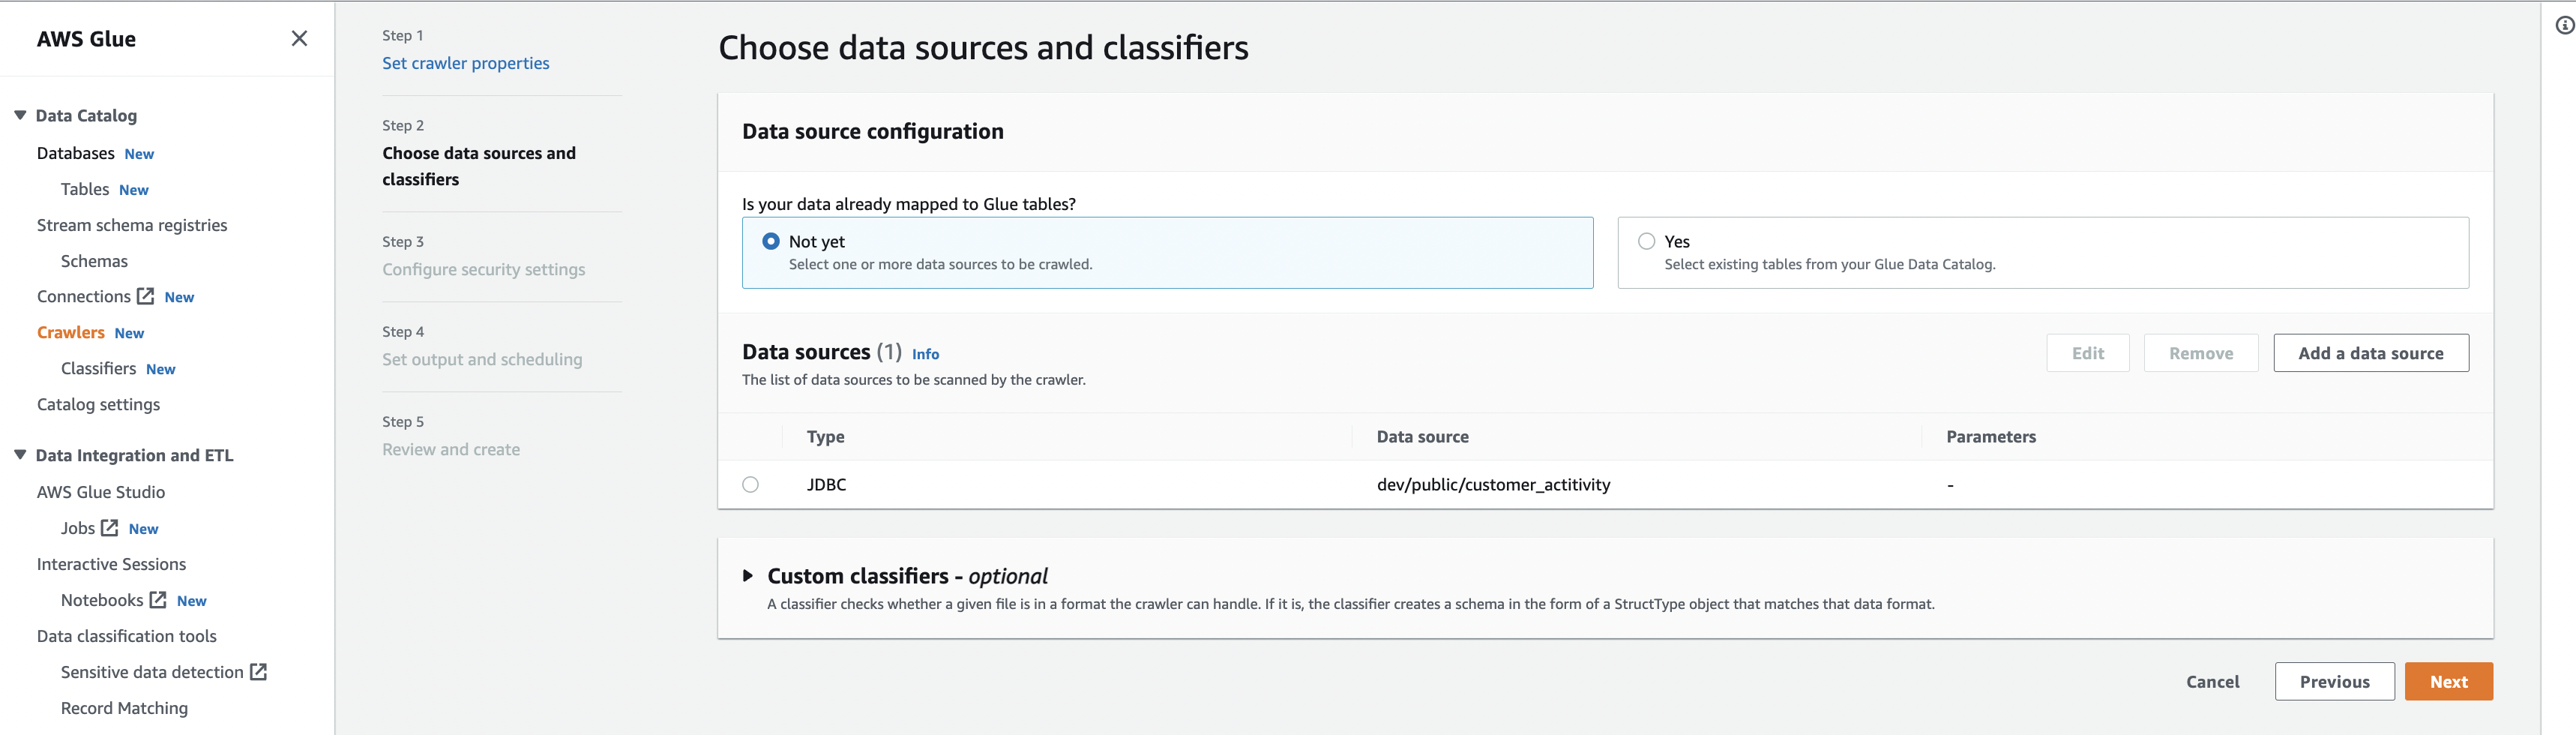 AWS Glue
Data Catalog
Databases New
Tables New
Stream schema registries
Schemas
Connections New
Crawlers New
Classifiers New
Catalog settings
Data Integration and ETL
AWS Glue Studio
Jobs New
Interactive Sessions
Notebooks New
Data classification tools
Sensitive data detection
Record Matching
Step 1
Set crawler properties
Step 2
Choose data sources and
classifiers
Step 3
Configure security settings
Step 4
Set output and scheduling
Step 5
Review and create
Choose data sources and classifiers
Data source configuration
Is your data already mapped to Glue tables?
Not yet
Select one or more data sources to be crawled.
Yes
Select existing tables from your Glue Data Catalog.
Data sources (1) Info
The list of data sources to be scanned by the crawler.
Edit
Remove
Add a data source
Type Data source Parameters
JDBC dev/public/customer_actitivity -
Custom classifiers - optional
A classifier checks whether a given file is in a format the crawler can handle. If it is, the classifier creates a schema in the form of a StructType object that matches that data format.
Cancel
Previous
Next